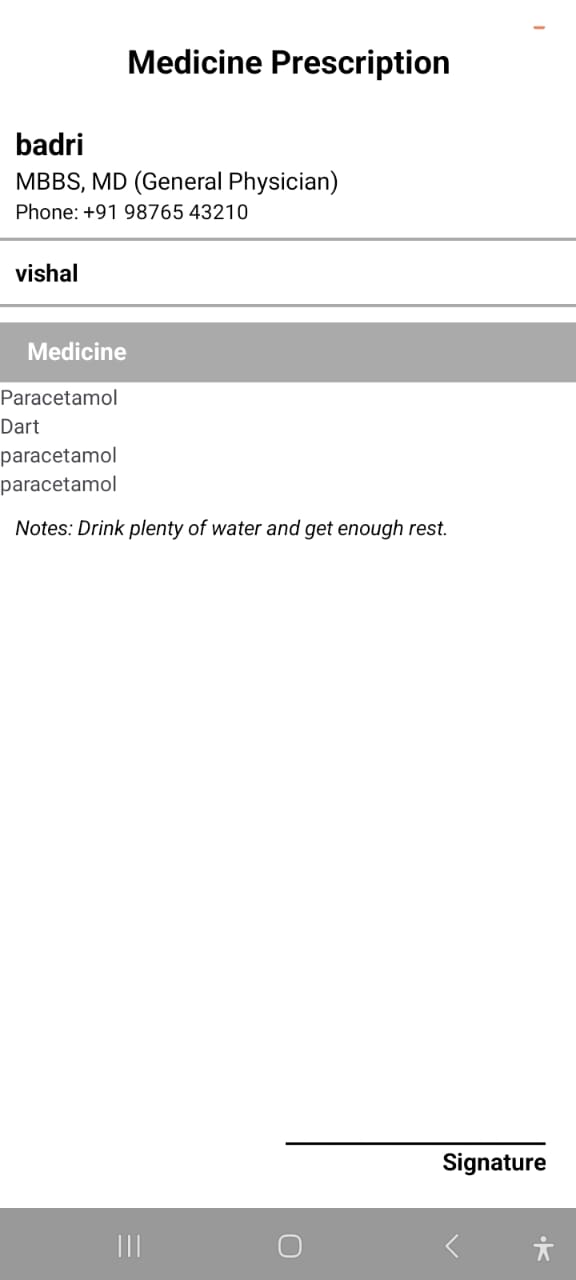 Medicine Prescription
badri
MBBS, MD (General Physician)
Phone: +91 98765 43210
vishal
Medicine
Paracetamol
Dart
paracetamol
paracetamol
Notes: Drink plenty of water and get enough rest.
Signature